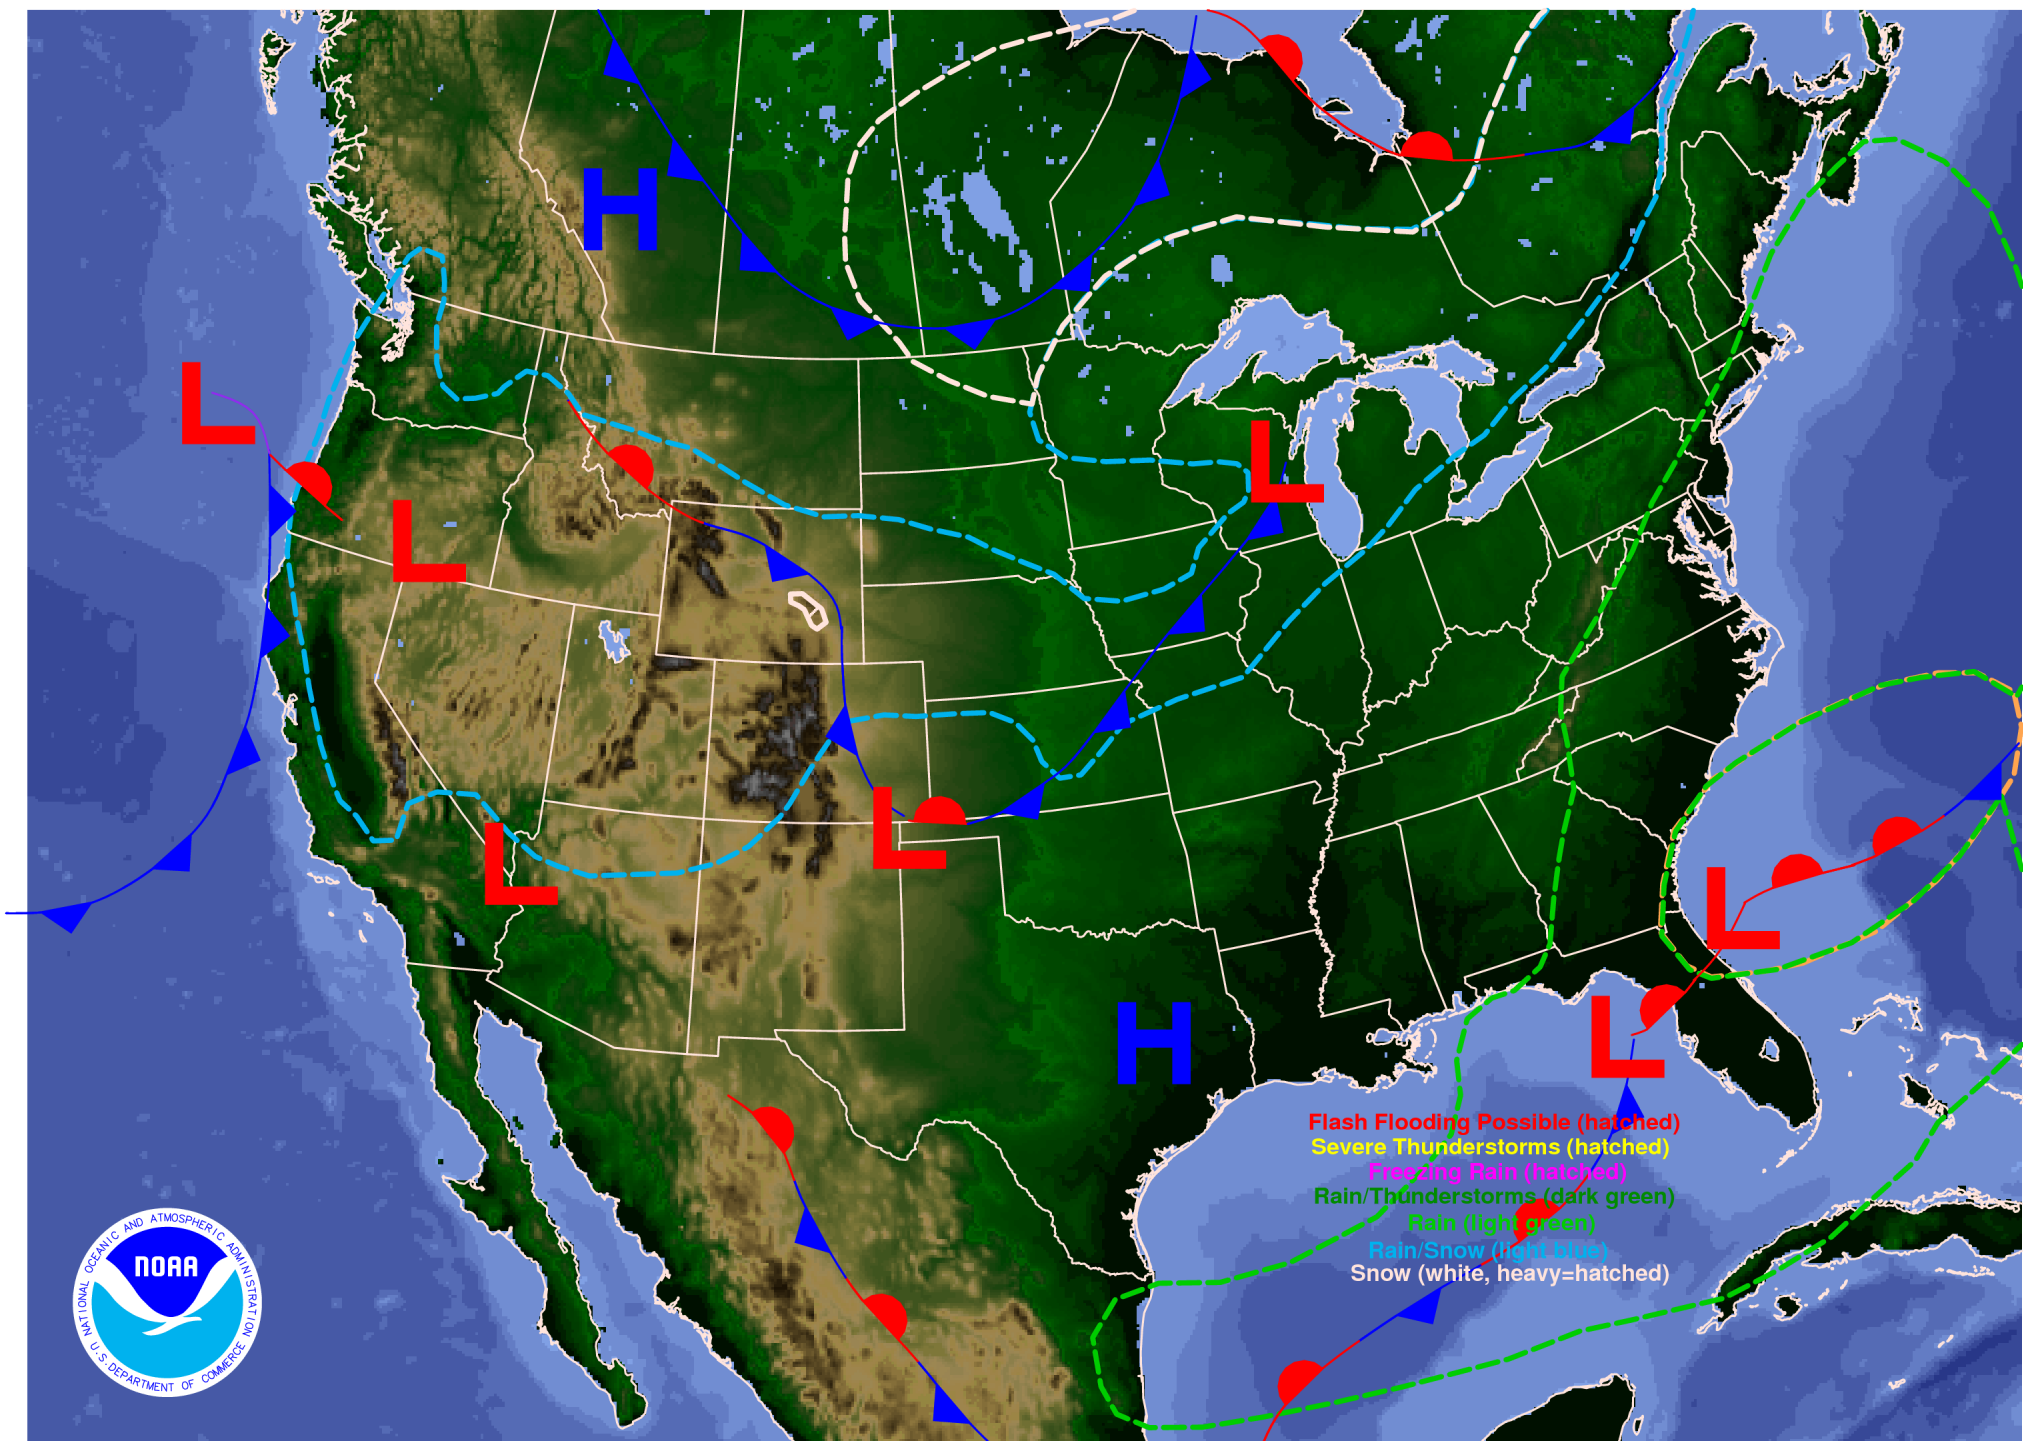 H
L
L
L
L
L
L
L
H
L
Flash Flooding Possible (hatched)
Severe Thunderstorms (hatched)
Freezing Rain (hatched)
Rain/Thunderstorms (dark green)
Rain (light green)
Rain/Snow (light blue)
Snow (white, heavy=hatched)
NATIONAL OCEANIC AND ATMOSPHERIC ADMINISTRATION
NOAA
U.S. DEPARTMENT OF COMMERCE